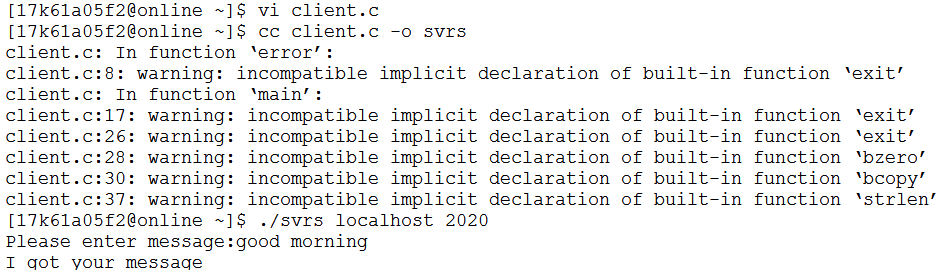 [17k61a05f2@online ~]$ vi client.c
[17k61a05f2@online ~]$ cc client.c -o svrs
client.c: In function ‘error’:
client.c:8: warning: incompatible implicit declaration of built-in function ‘exit’
client.c: In function ‘main’:
client.c:17: warning: incompatible implicit declaration of built-in function ‘exit’
client.c:26: warning: incompatible implicit declaration of built-in function ‘exit’
client.c:28: warning: incompatible implicit declaration of built-in function ‘bzero’
client.c:30: warning: incompatible implicit declaration of built-in function ‘bcopy’
client.c:37: warning: incompatible implicit declaration of built-in function ‘strlen’
[17k61a05f2@online ~]$ ./svrs localhost 2020
Please enter message:good morning
I got your message